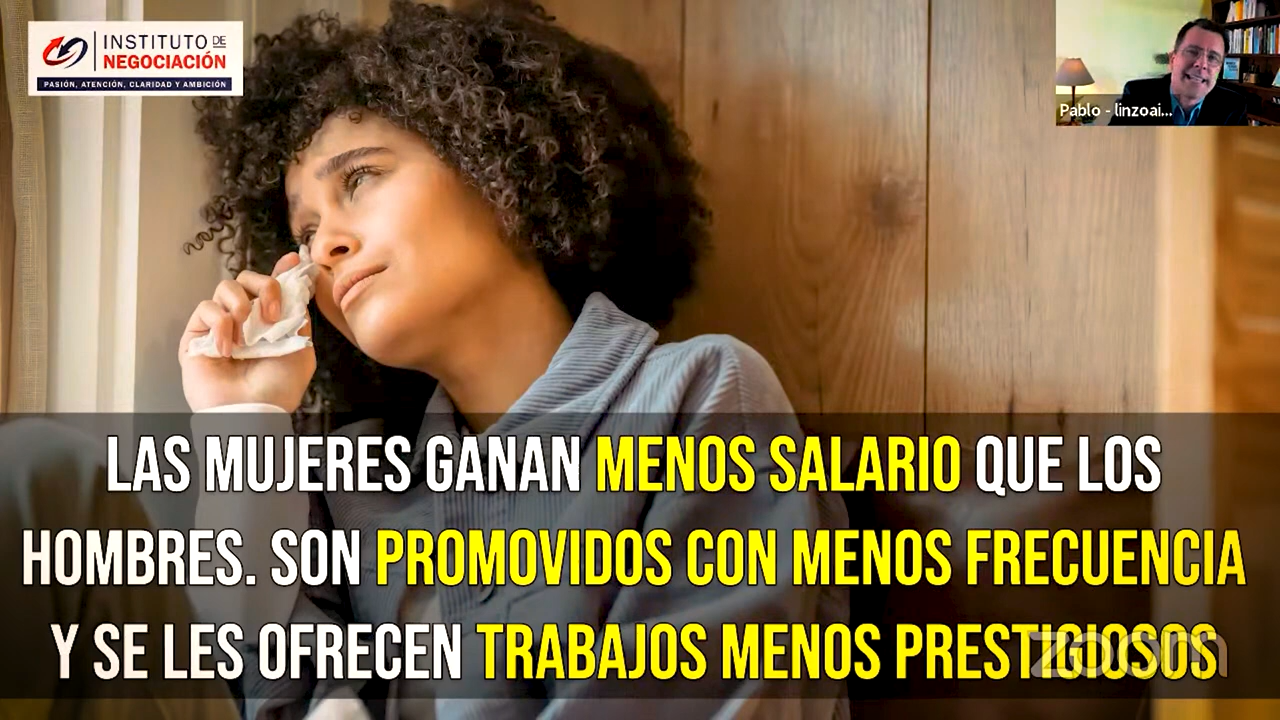 INSTITUTO DE
NEGOCIACIÓN
PASIÓN, ATENCIÓN, CLARIDAD Y AMBICIÓN
Pablo - linzoai...
LAS MUJERES GANAN MENOS SALARIO QUE LOS
HOMBRES. SON PROMOVIDOS CON MENOS FRECUENCIA
Y SE LES OFRECEN TRABAJOS MENOS PRESTIGIOSOS
zoom